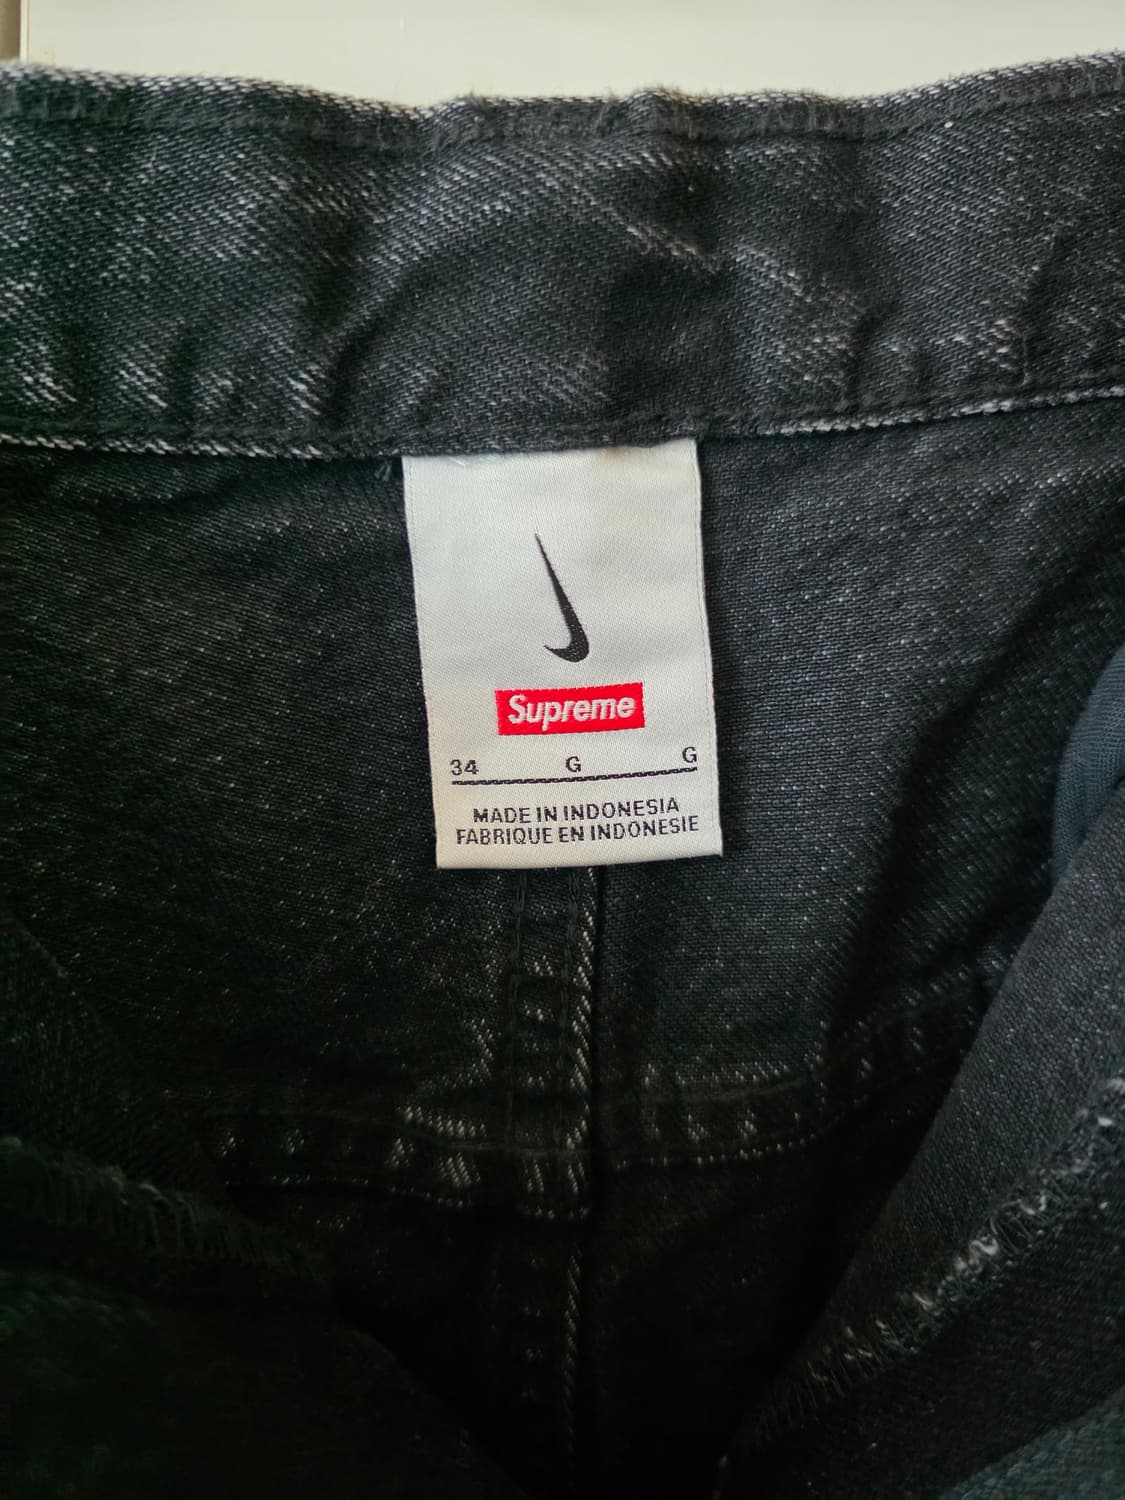 Supreme
34 G G
MADE IN INDONESIA
FABRIQUE EN INDONESIE